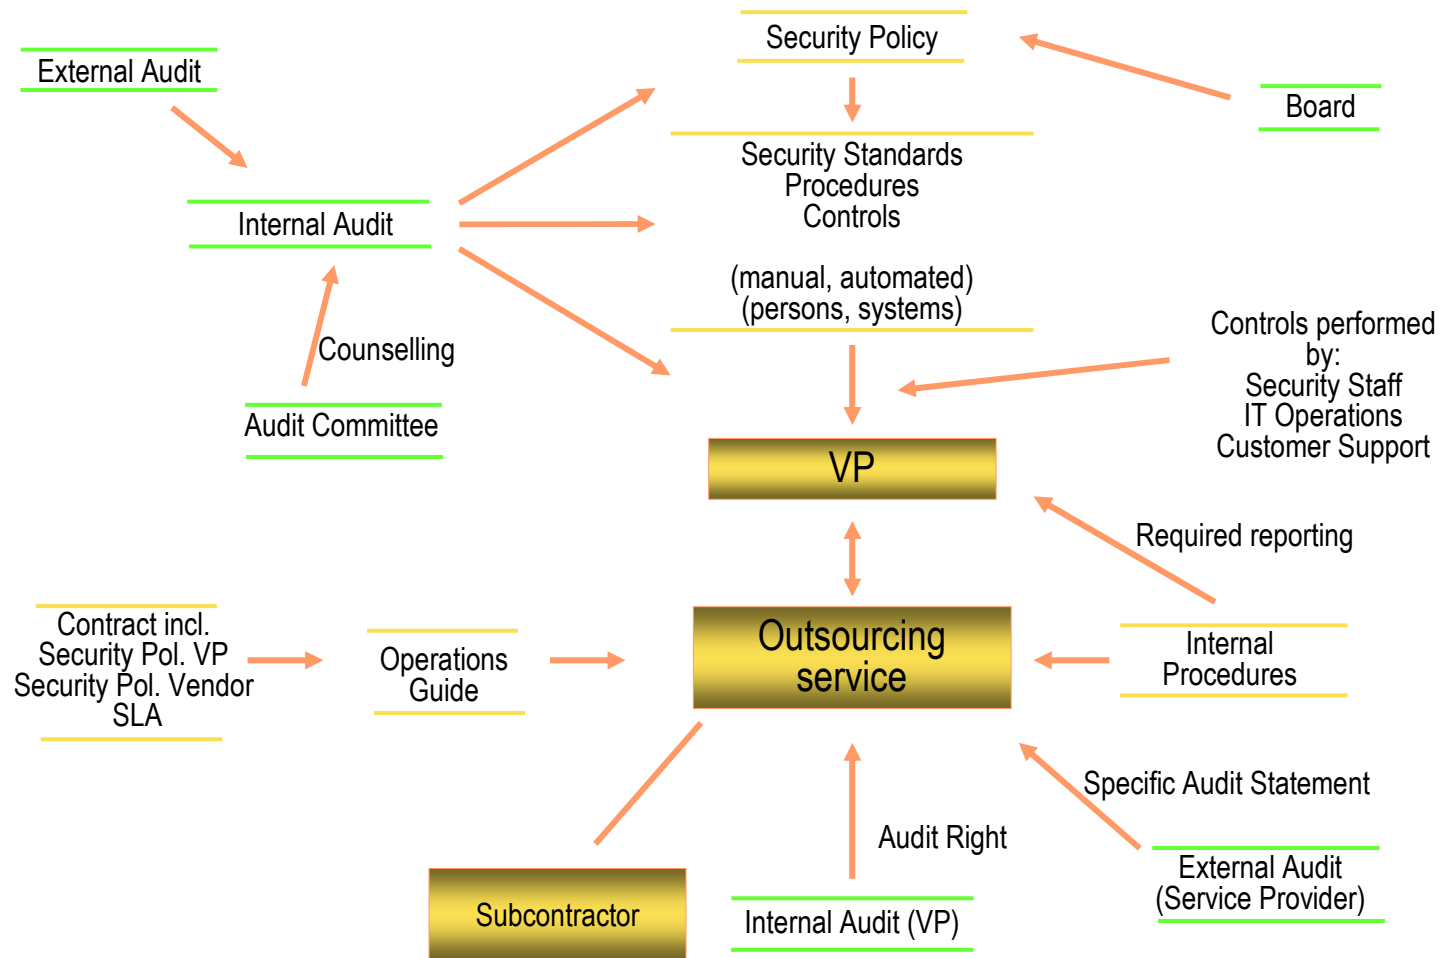 Security Policy
External Audit
Board
Security Standards
Procedures
Controls
Internal Audit
(manual, automated)
(persons, systems)
Controls performed
by:
Security Staff
IT Operations
Customer Support
Counselling
Audit Committee
VP
Required reporting
Contract incl.
Security Pol. VP
Security Pol. Vendor
SLA
Operations
Guide
Outsourcing
service
Internal
Procedures
Specific Audit Statement
Audit Right
External Audit
(Service Provider)
Subcontractor
Internal Audit (VP)